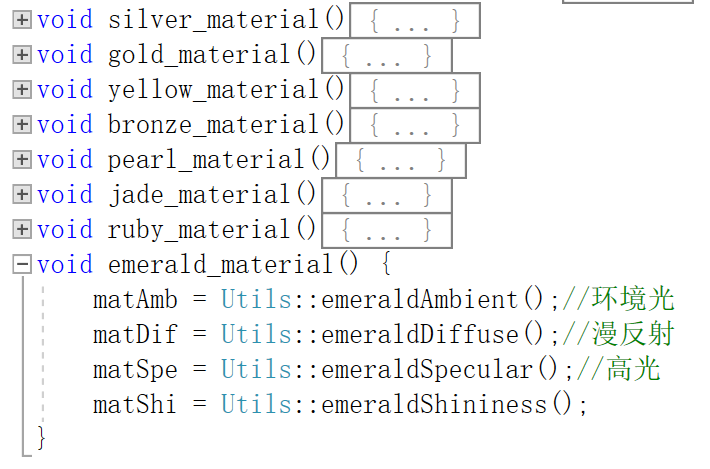 void silver_material() { ... }
void gold_material() { ... }
void yellow_material() { ... }
void bronze_material() { ... }
void pearl_material() { ... }
void jade_material() { ... }
void ruby_material() { ... }
void emerald_material() {
matAmb = Utils::emeraldAmbient();//环境光
matDif = Utils::emeraldDiffuse();//漫反射
matSpe = Utils::emeraldSpecular();//高光
matShi = Utils::emeraldShininess();
}